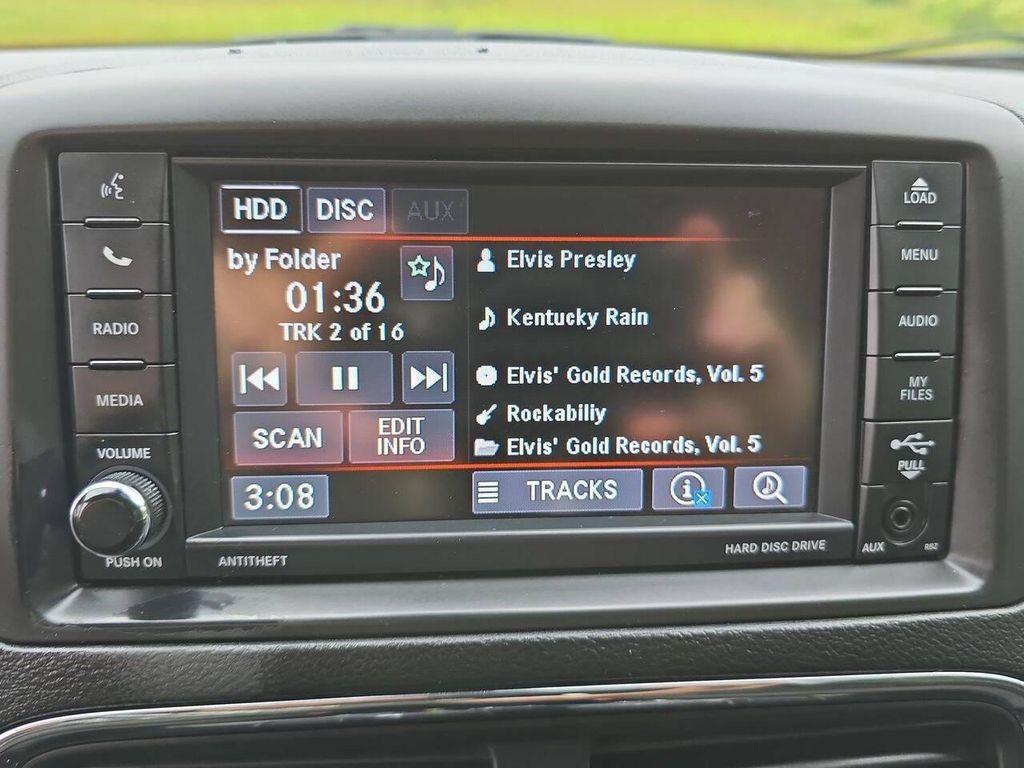 HDD DISC AUX
by Folder
01:36
TRK 2 of 16
SCAN
EDIT
INFO
3:08
Elvis Presley
Kentucky Rain
Elvis' Gold Records, Vol. 5
Rockabiliy
Elvis' Gold Records, Vol. 5
TRACKS
RADIO
MEDIA
VOLUME
PUSH ON
ANTITHEFT
HARD DISC DRIVE
LOAD
MENU
AUDIO
MY
FILES
PULL
AUX
RBZ